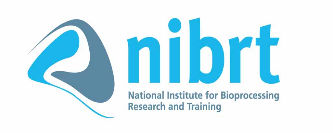 nibrt
National Institute for Bioprocessing
Research and Training